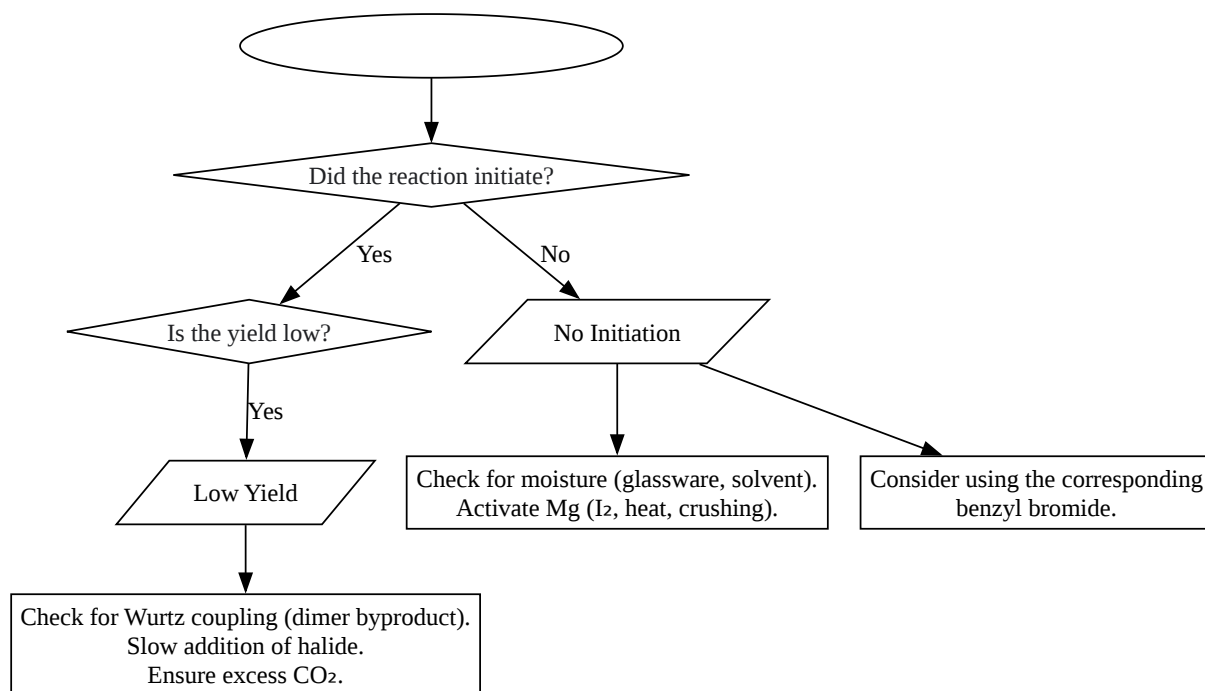 Did the reaction initiate?
Yes
No
Is the yield low?
No Initiation
Yes
Check for moisture (glassware, solvent).
Activate Mg (I₂, heat, crushing).
Consider using the corresponding
benzyl bromide.
Low Yield
Check for Wurtz coupling (dimer byproduct).
Slow addition of halide.
Ensure excess CO₂.